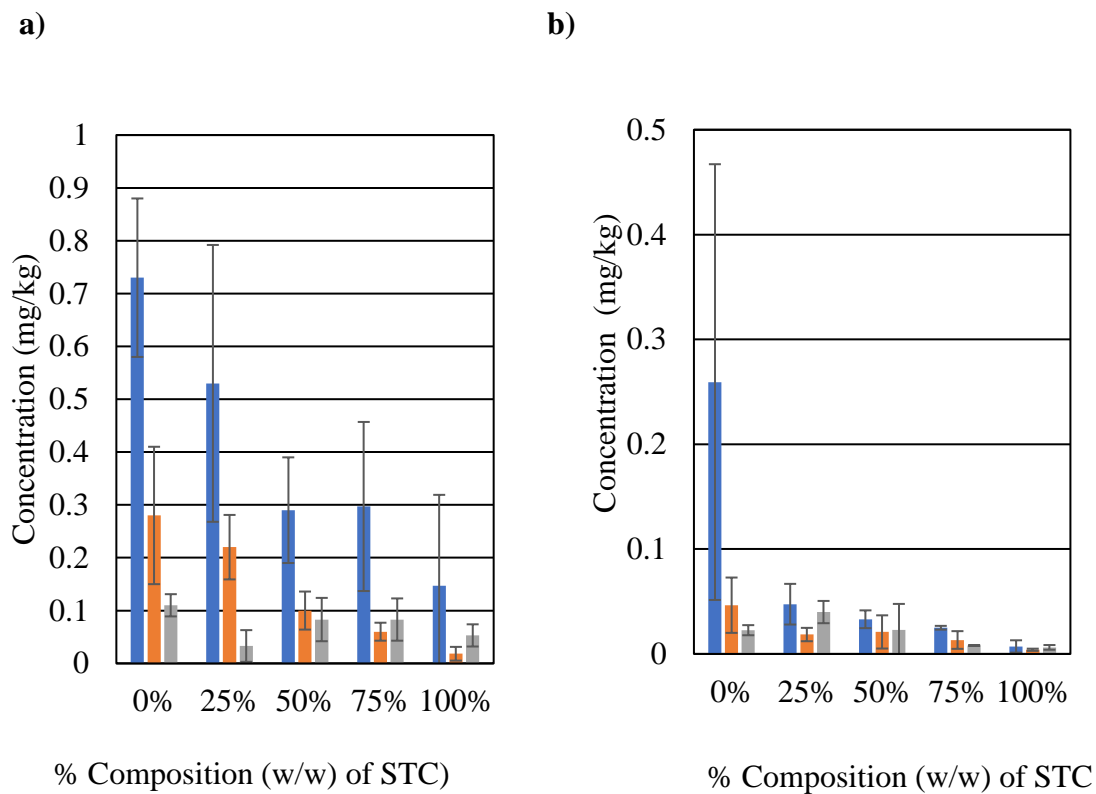 a)
b)
1
0.9
0.8
0.7
0.6
0.5
0.4
0.3
0.2
0.1
0
Concentration (mg/kg)
0% 25% 50% 75% 100%
% Composition (w/w) of STC)
0.5
0.4
0.3
0.2
0.1
0
Concentration (mg/kg)
0% 25% 50% 75% 100%
% Composition (w/w) of STC